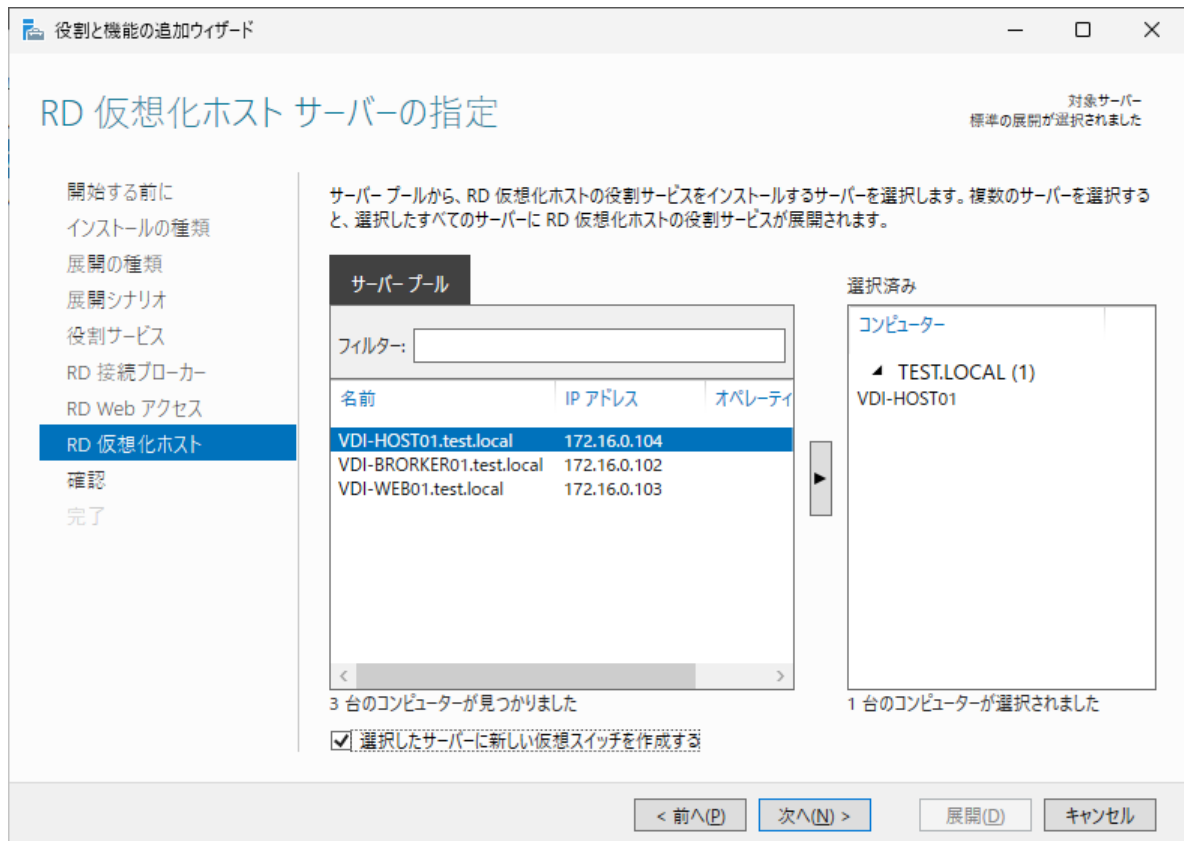 役割と機能の追加ウィザード
RD 仮想化ホスト サーバーの指定
対象サーバー
標準の展開が選択されました
開始する前に
インストールの種類
展開の種類
展開シナリオ
役割サービス
RD 接続ブローカー
RD Web アクセス
RD 仮想化ホスト
確認
完了
サーバー プールから、RD 仮想化ホストの役割サービスをインストールするサーバーを選択します。複数のサーバーを選択する
と、選択したすべてのサーバーに RD 仮想化ホストの役割サービスが展開されます。
サーバー プール
フィルター:
名前 IP アドレス オペレーティ
VDI-HOST01.test.local 172.16.0.104
VDI-BRORKER01.test.local 172.16.0.102
VDI-WEB01.test.local 172.16.0.103
3 台のコンピューターが見つかりました
選択済み
コンピューター
TEST.LOCAL (1)
VDI-HOST01
1 台のコンピューターが選択されました
選択したサーバーに新しい仮想スイッチを作成する
< 前へ(P) 次へ(N) > 展開(D) キャンセル